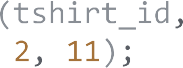 (tshirt_id,
2, 11);